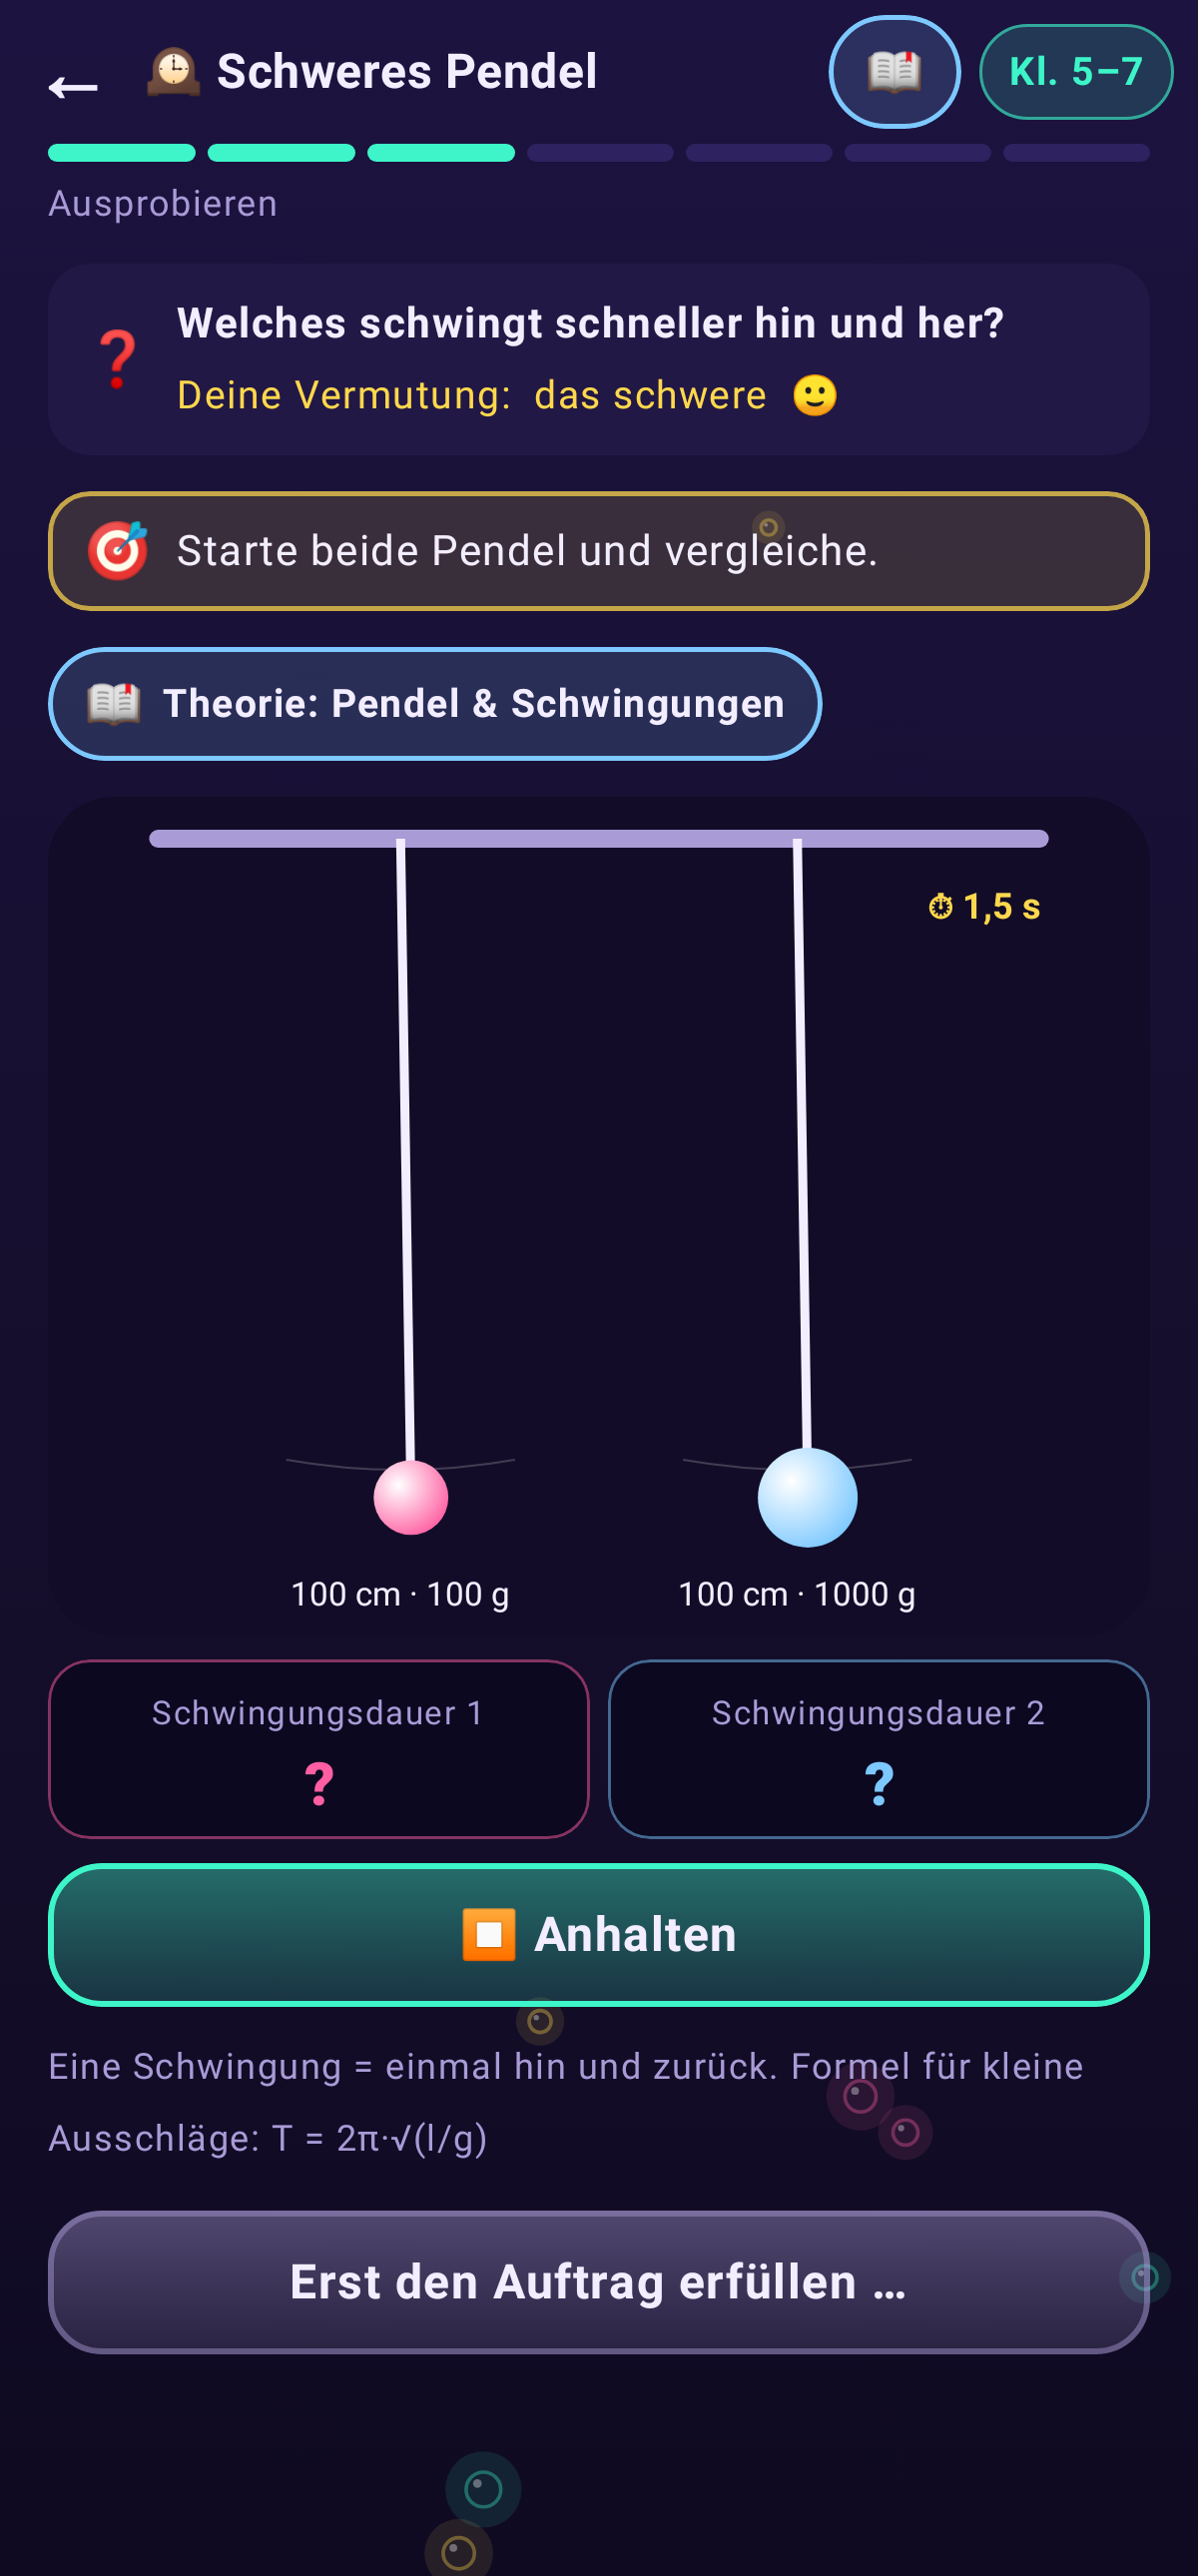 Schweres Pendel
Kl. 5–7
Ausprobieren
Welches schwingt schneller hin und her?
Deine Vermutung: das schwere 🙂
Starte beide Pendel und vergleiche.
Theorie: Pendel & Schwingungen
⏱ 1,5 s
100 cm · 100 g
100 cm · 1000 g
Schwingungsdauer 1
?
Schwingungsdauer 2
?
Anhalten
Eine Schwingung = einmal hin und zurück. Formel für kleine
Ausschläge: T = 2π·√(l/g)
Erst den Auftrag erfüllen …